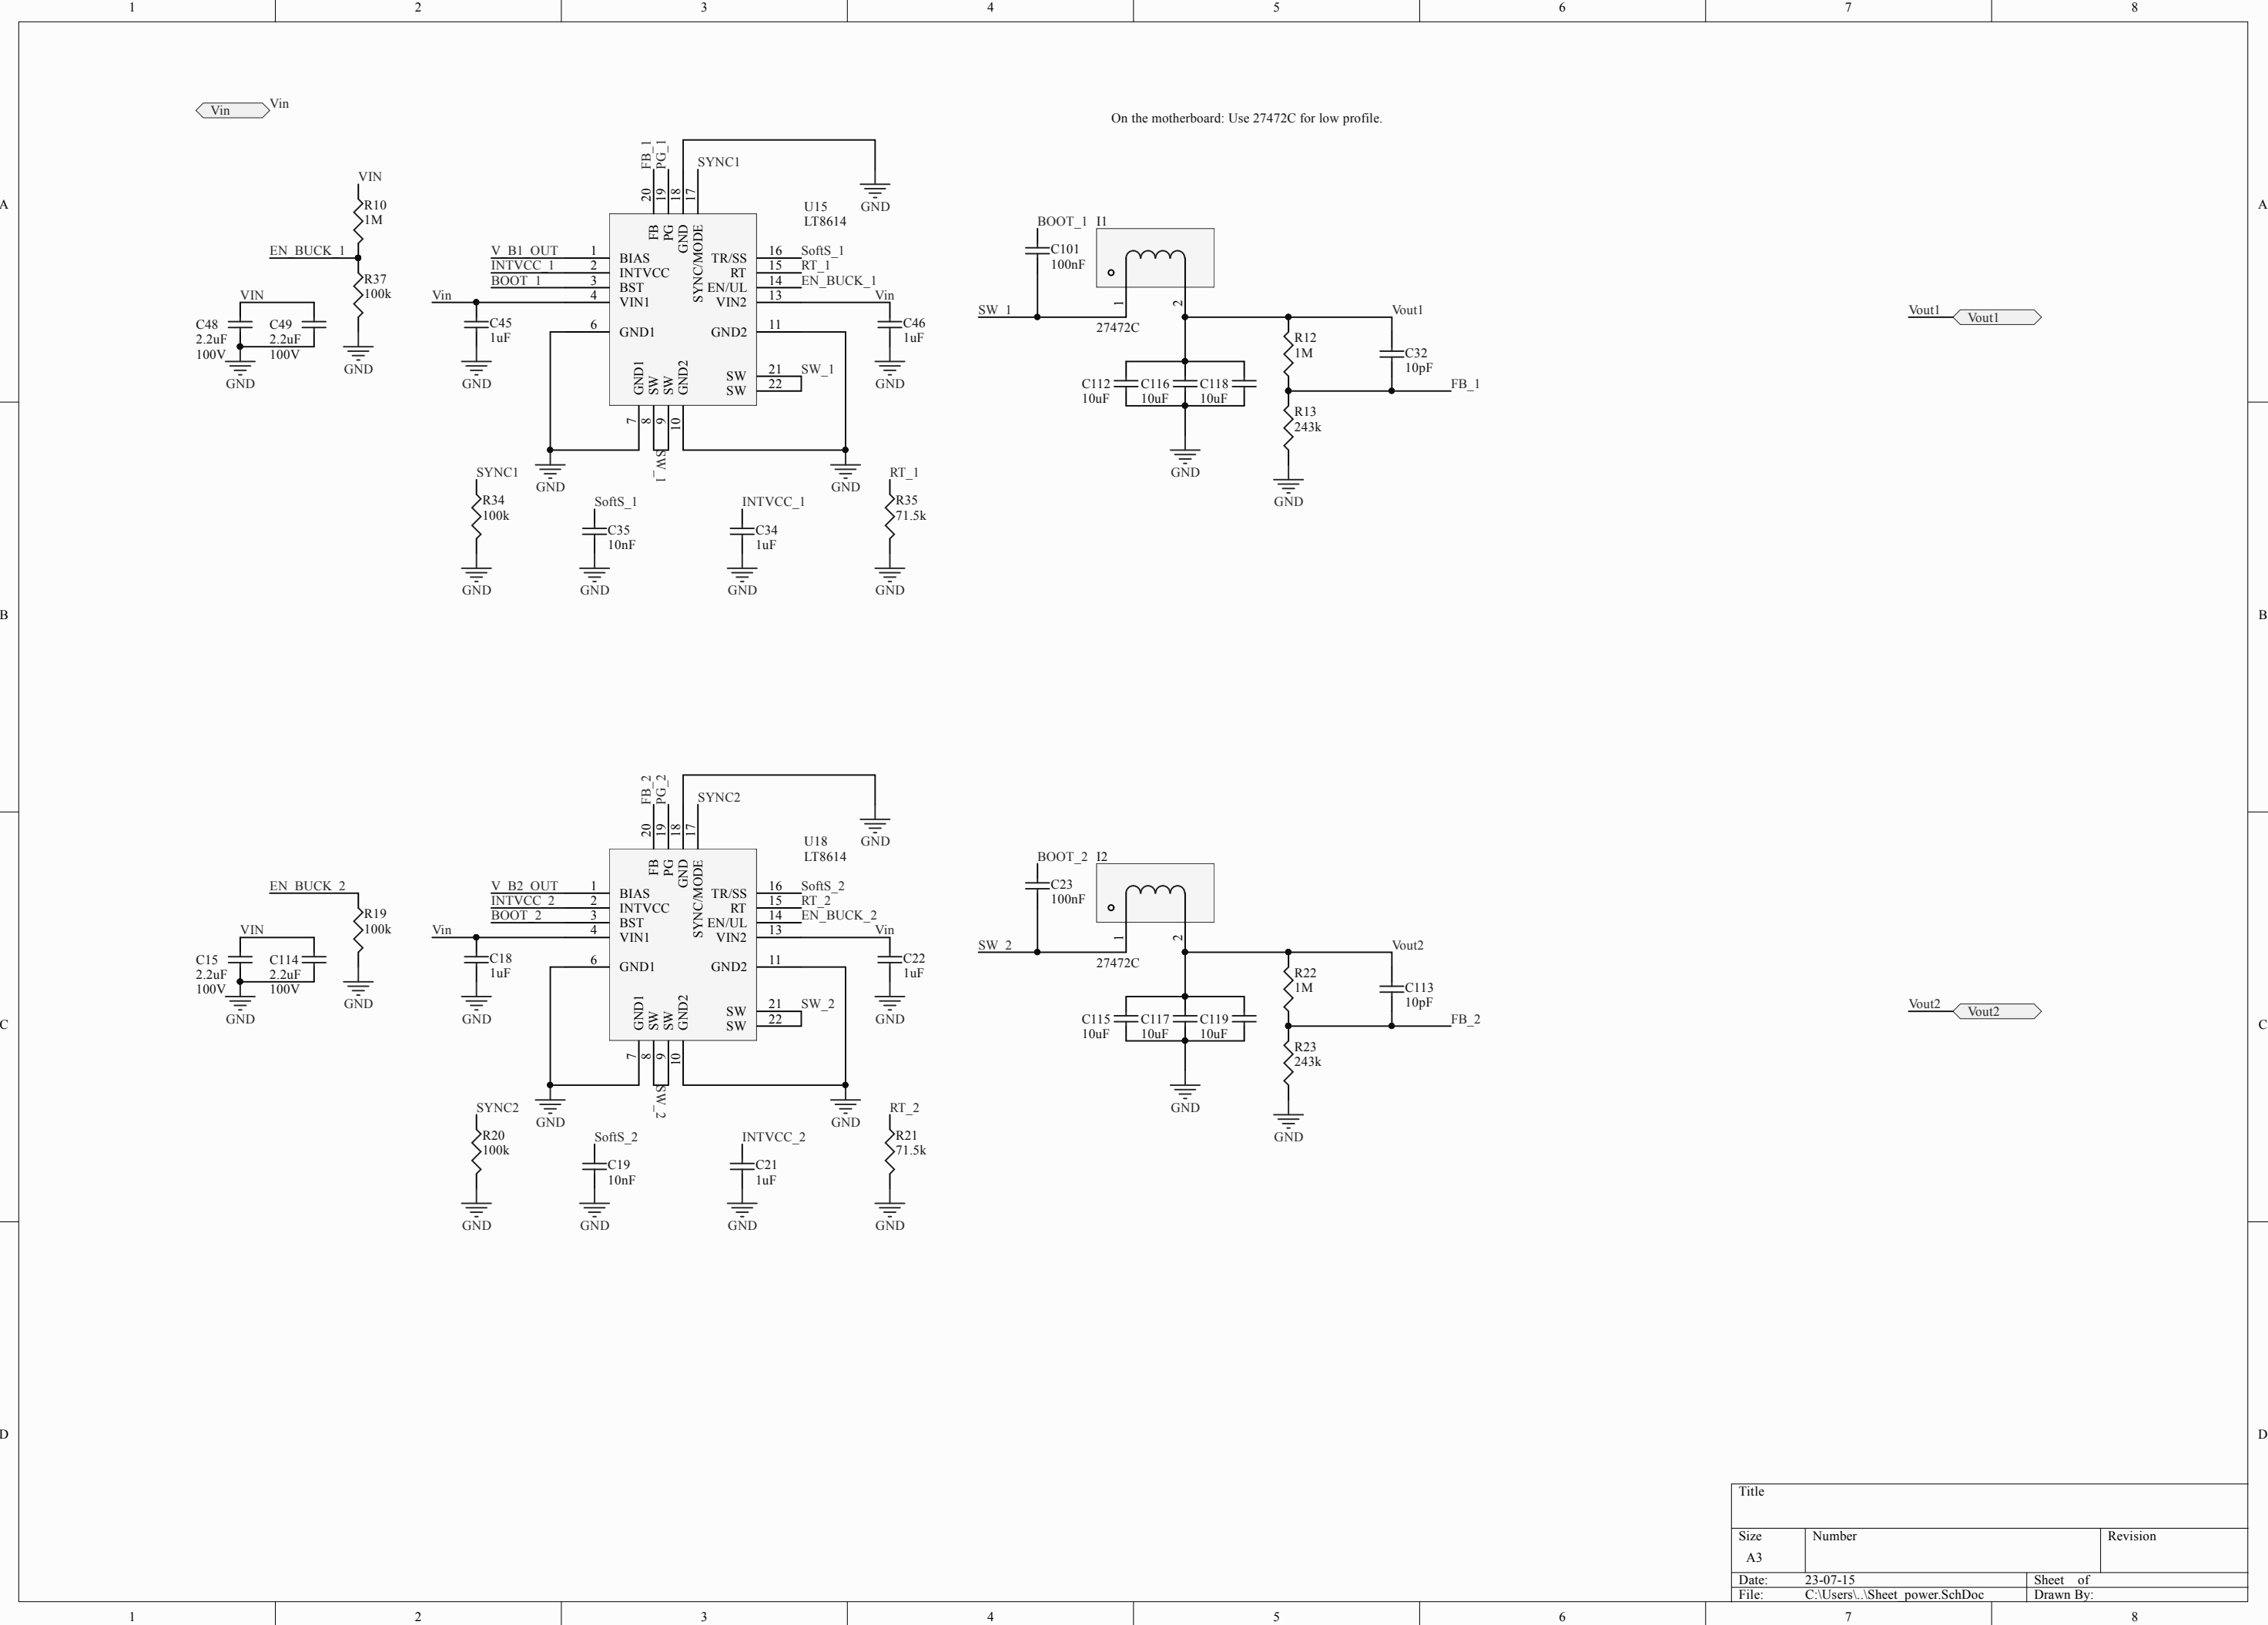 1 2 3 4 5 6 7 8
A A
B B
C C
D D
Vin Vin
On the motherboard: Use 27472C for low profile.
VIN
R10
1M
EN_BUCK_1
R37
100k
GND
VIN
C48 C49
2.2uF 2.2uF
100V 100V
GND
FB_1
PG_1
SYNC1
GND
20
19
18
17
U15
LT8614
FB
PG
GND
SYNC/MODE
V_B1_OUT 1 BIAS
INTVCC_1 2 INTVCC
BOOT_1 3 BST
Vin 4 VIN1
6 GND1
TR/SS 16 SoftS_1
RT 15 RT_1
EN/UL 14 EN_BUCK_1
VIN2 13 Vin
GND2 11
SW 21 SW_1
SW 22
GND1
SW
SW
GND2
7
8
9
10
SW_1
C45
1uF
GND
C46
1uF
GND
GND
GND
SYNC1
R34
100k
GND
SoftS_1
C35
10nF
GND
INTVCC_1
C34
1uF
GND
RT_1
R35
71.5k
GND
BOOT_1 I1
C101
100nF
SW_1
1
2
27472C
C112 C116 C118
10uF 10uF 10uF
GND
R12
1M
Vout1
C32
10pF
FB_1
R13
243k
GND
Vout1 Vout1
EN_BUCK_2
R19
100k
GND
VIN
C15 C114
2.2uF 2.2uF
100V 100V
GND
FB_2
PG_2
SYNC2
GND
20
19
18
17
U18
LT8614
FB
PG
GND
SYNC/MODE
V_B2_OUT 1 BIAS
INTVCC_2 2 INTVCC
BOOT_2 3 BST
Vin 4 VIN1
6 GND1
TR/SS 16 SoftS_2
RT 15 RT_2
EN/UL 14 EN_BUCK_2
VIN2 13 Vin
GND2 11
SW 21 SW_2
SW 22
GND1
SW
SW
GND2
7
8
9
10
SW_2
C18
1uF
GND
C22
1uF
GND
GND
GND
SYNC2
R20
100k
GND
SoftS_2
C19
10nF
GND
INTVCC_2
C21
1uF
GND
RT_2
R21
71.5k
GND
BOOT_2 I2
C23
100nF
SW_2
1
2
27472C
C115 C117 C119
10uF 10uF 10uF
GND
R22
1M
Vout2
C113
10pF
FB_2
R23
243k
GND
Vout2 Vout2
Title
Size Number Revision
A3
Date: 23-07-15 Sheet of
File: C:\Users\..\Sheet_power.SchDoc Drawn By:
1 2 3 4 5 6 7 8